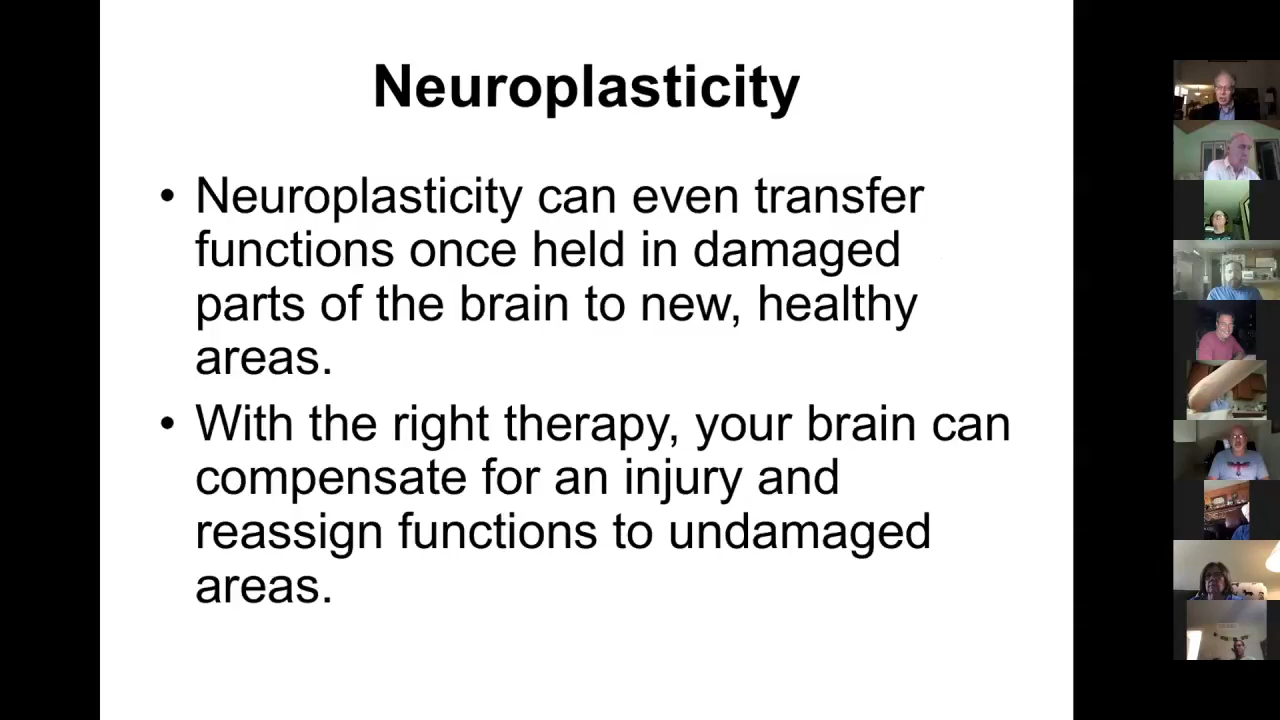 Neuroplasticity
• Neuroplasticity can even transfer
functions once held in damaged
parts of the brain to new, healthy
areas.
• With the right therapy, your brain can
compensate for an injury and
reassign functions to undamaged
areas.